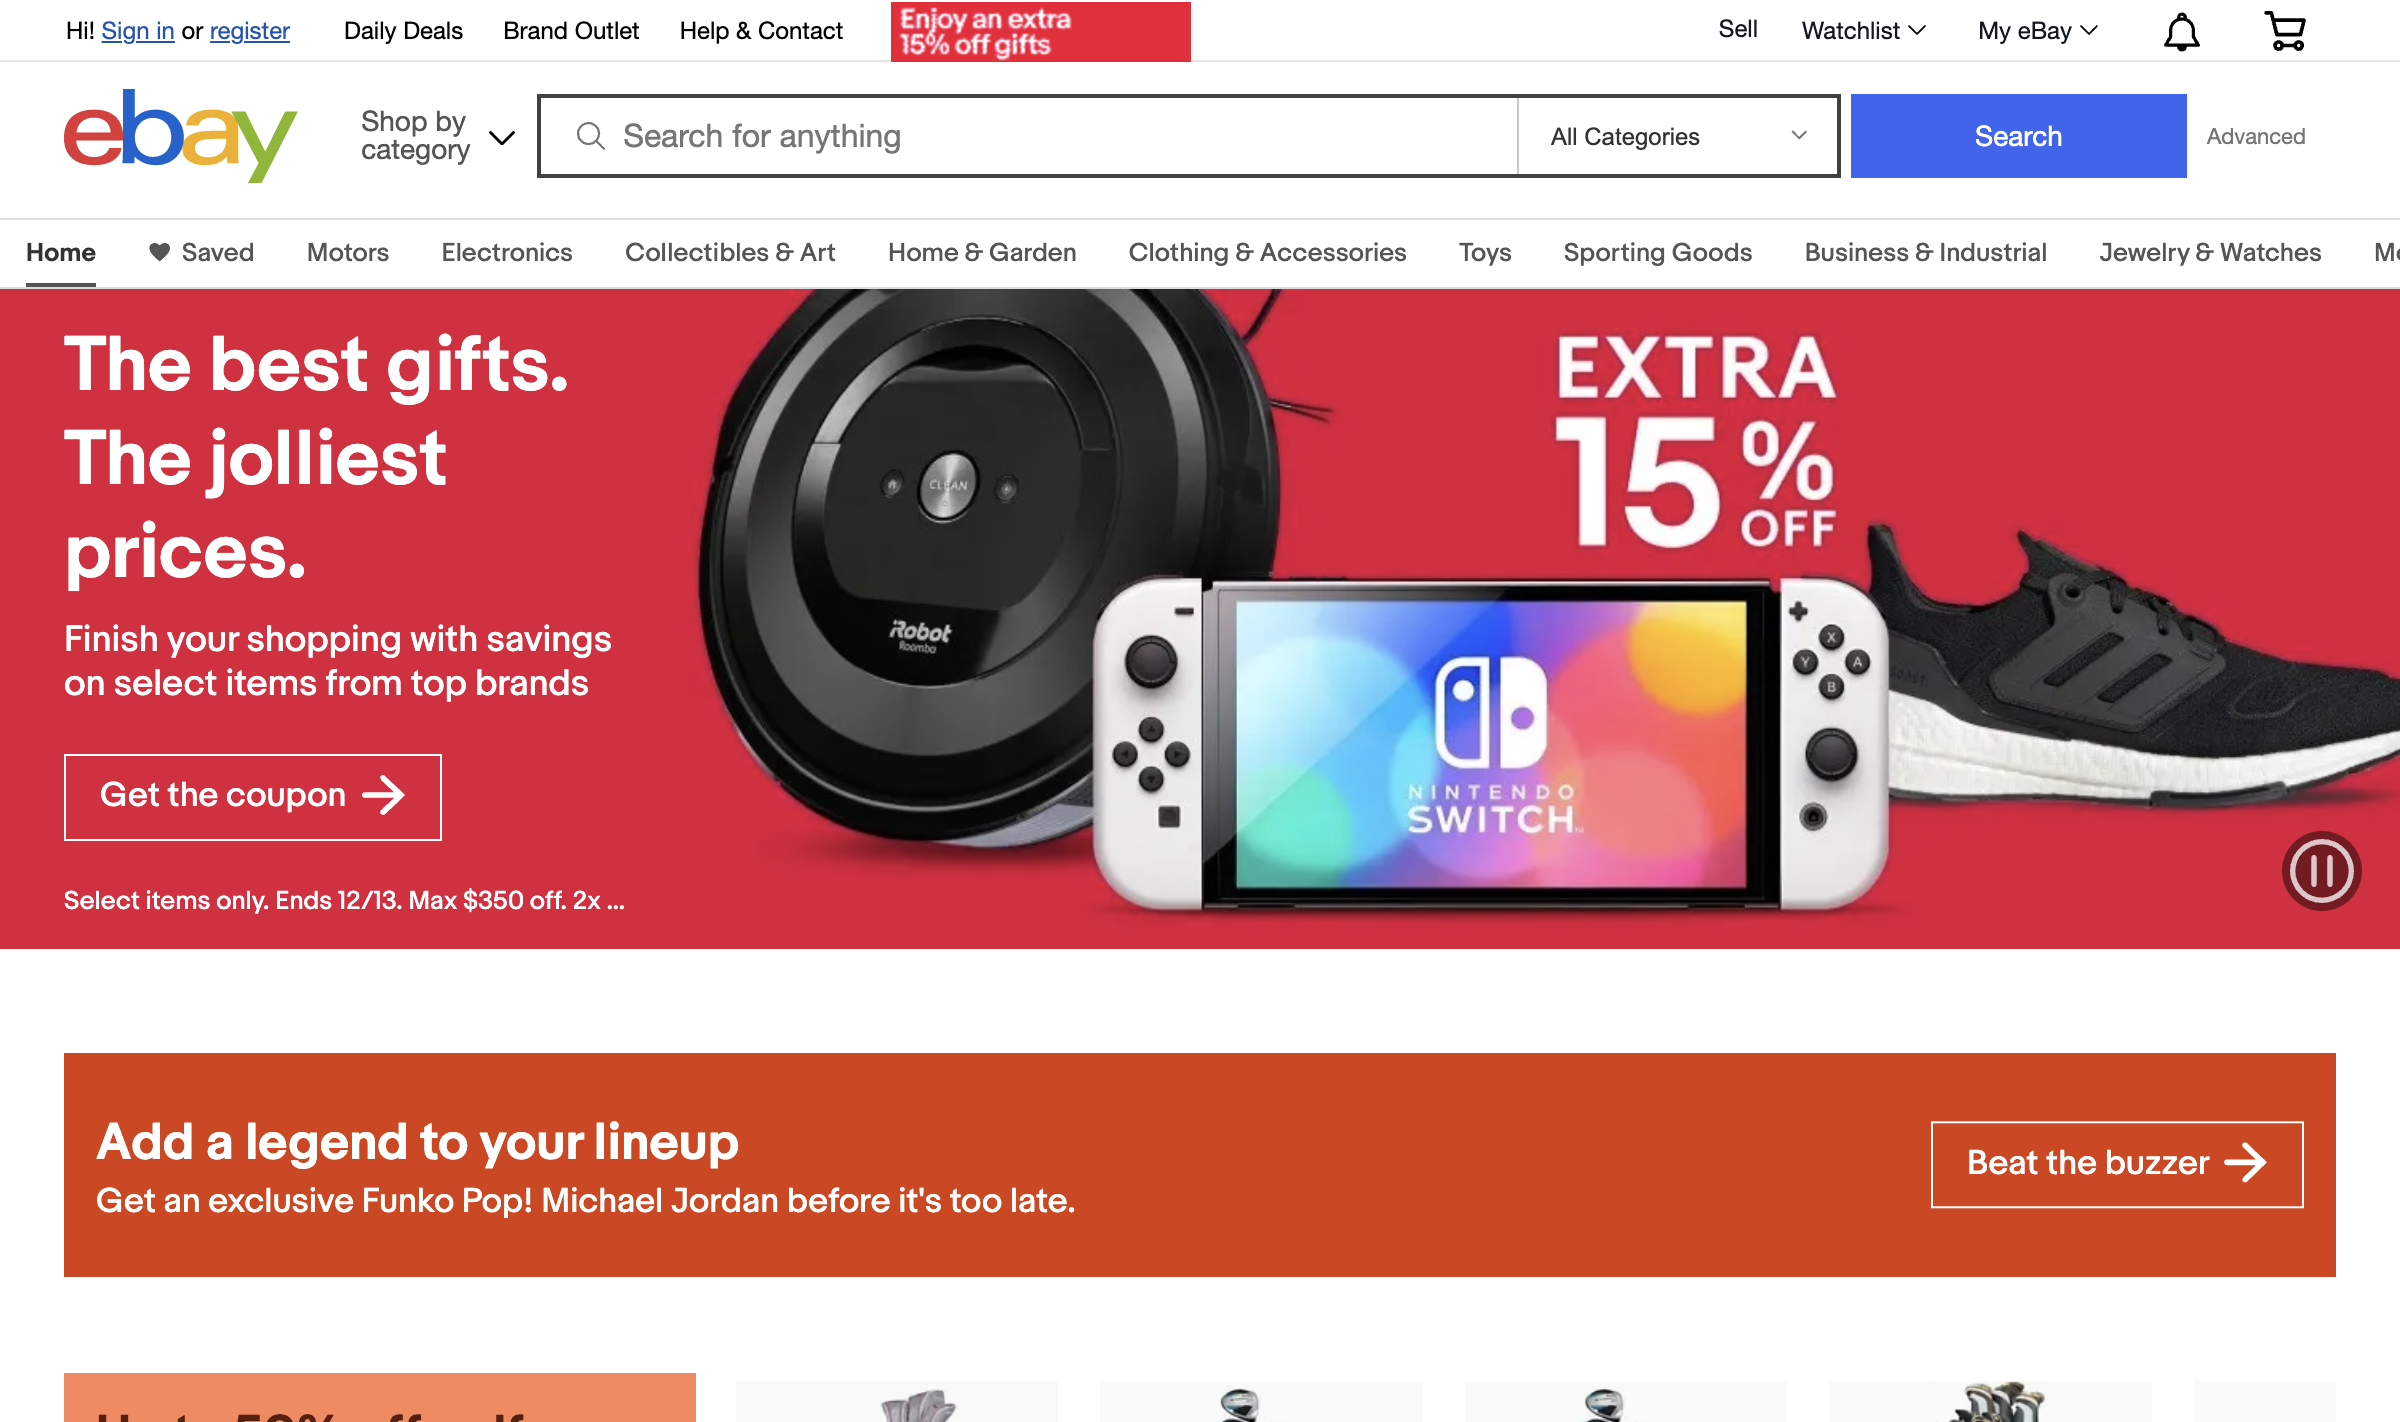 Hi! Sign in or register
Daily Deals
Brand Outlet
Help & Contact
Enjoy an extra
15% off gifts
Sell
Watchlist
My eBay
ebay
Shop by
category
Search for anything
All Categories
Search
Advanced
Home
Saved
Motors
Electronics
Collectibles & Art
Home & Garden
Clothing & Accessories
Toys
Sporting Goods
Business & Industrial
Jewelry & Watches
The best gifts.
The jolliest
prices.
Finish your shopping with savings
on select items from top brands
Get the coupon
Select items only. Ends 12/13. Max $350 off. 2x ...
CLEAN
iRobot
Roomba
EXTRA
15%
OFF
X
Y
A
B
NINTENDO
SWITCH
Add a legend to your lineup
Get an exclusive Funko Pop! Michael Jordan before it's too late.
Beat the buzzer